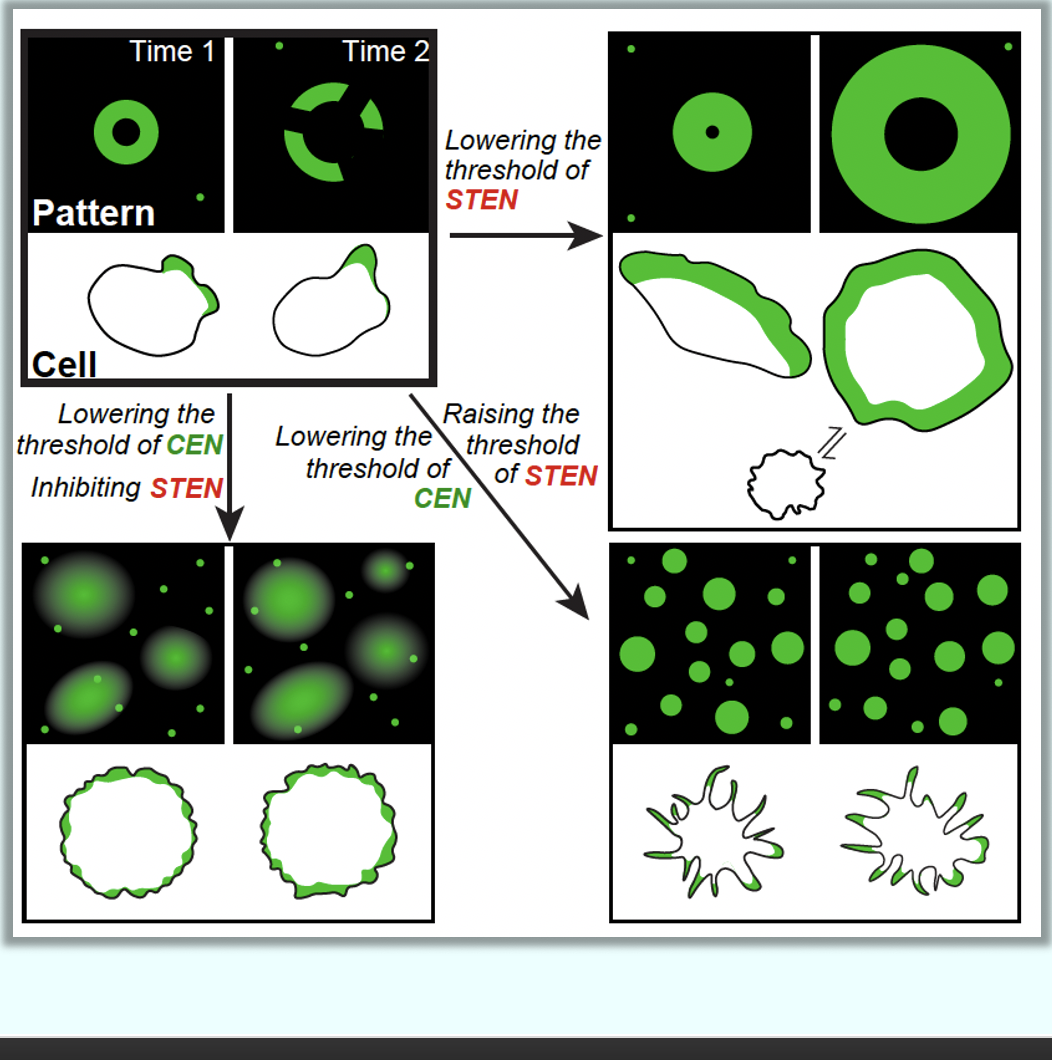 Time 1
Time 2
Pattern
Cell
Lowering the
threshold of
STEN
Lowering the
threshold of CEN
Inhibiting STEN
Lowering the
threshold of
CEN
Raising the
threshold
of STEN